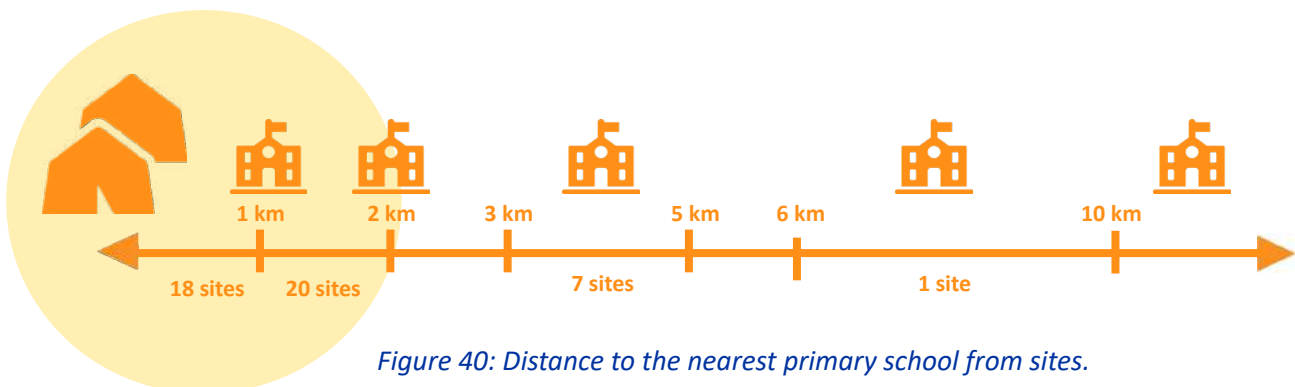 1 km 2 km 3 km 5 km 6 km 10 km
18 sites 20 sites 7 sites 1 site
Figure 40: Distance to the nearest primary school from sites.